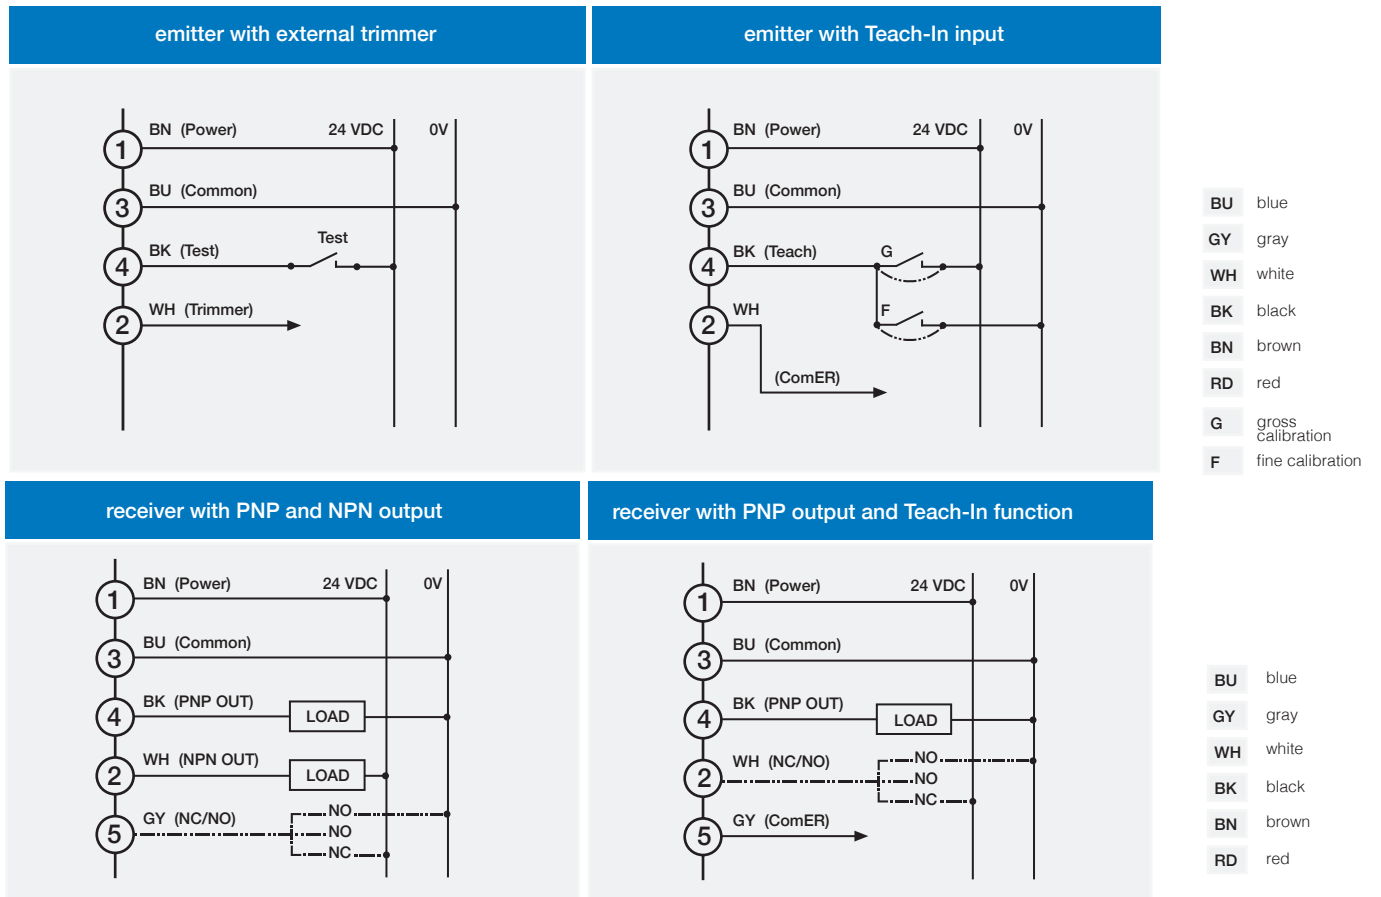 emitter with external trimmer
1
BN (Power)
24 VDC
0V
3
BU (Common)
4
BK (Test)
Test
2
WH (Trimmer)
emitter with Teach-In input
1
BN (Power)
24 VDC
0V
3
BU (Common)
4
BK (Teach)
G
2
WH
F
(ComER)
BU blue
GY gray
WH white
BK black
BN brown
RD red
G gross
calibration
F fine calibration
receiver with PNP and NPN output
1
BN (Power)
24 VDC
0V
3
BU (Common)
4
BK (PNP OUT)
LOAD
2
WH (NPN OUT)
LOAD
5
GY (NC/NO)
NO
NO
NC
receiver with PNP output and Teach-In function
1
BN (Power)
24 VDC
0V
3
BU (Common)
4
BK (PNP OUT)
LOAD
2
WH (NC/NO)
NO
NO
NC
5
GY (ComER)
BU blue
GY gray
WH white
BK black
BN brown
RD red